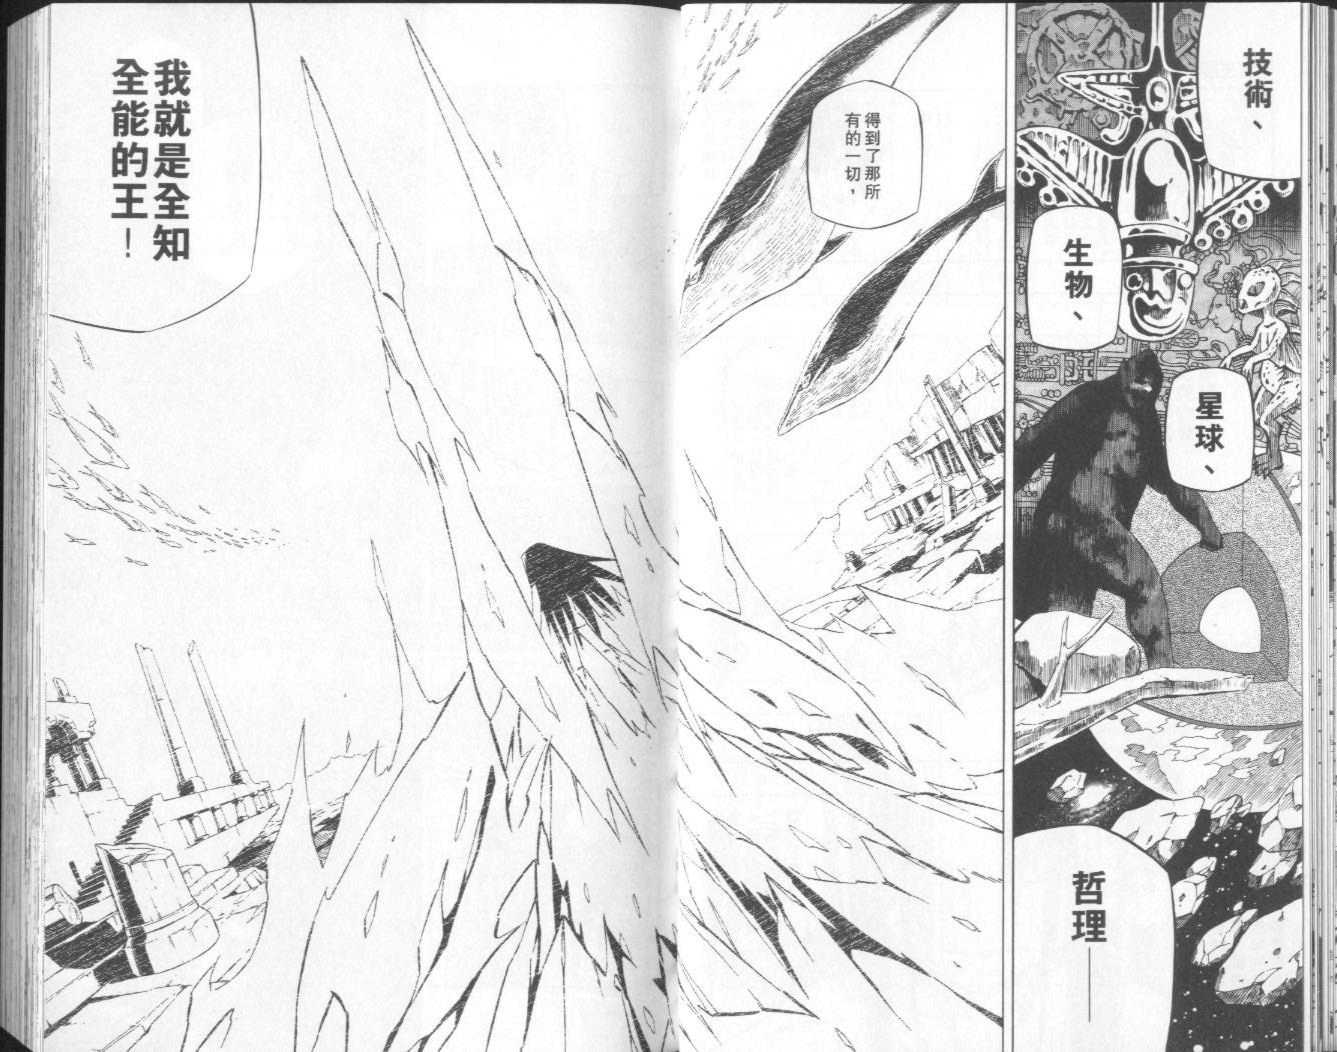 技術、
生物、
星球、
哲理──
得到了那所
有的一切，
我就是全知
全能的王！